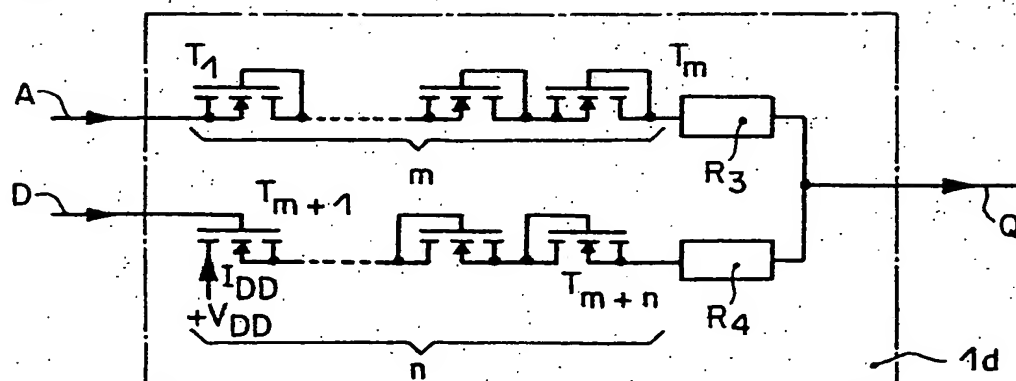 T1 Tm
A
m R3
D Tm+1
Q
IDD Tm+n
+VDD R4
n 1d